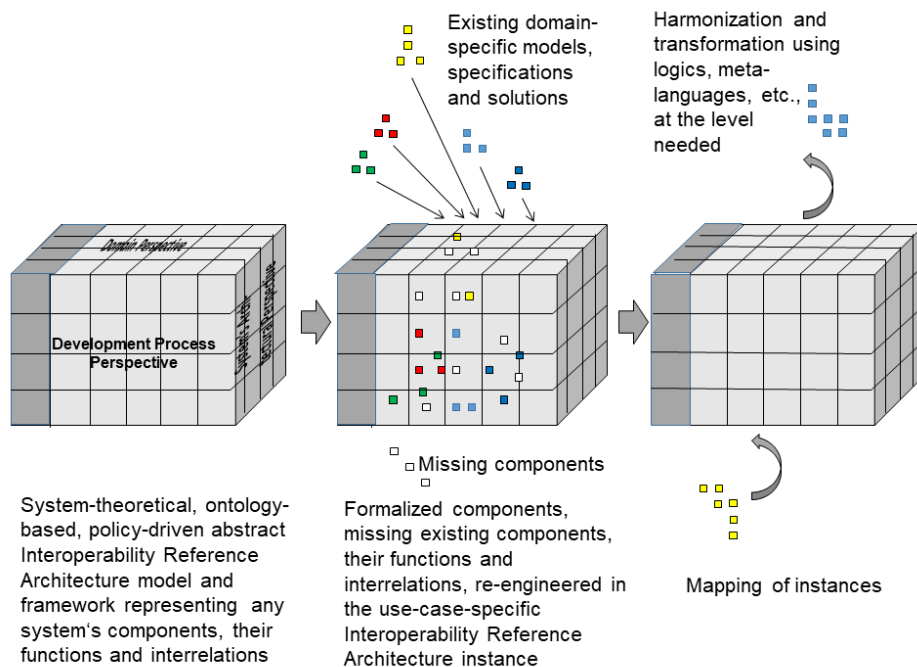 Existing domain-
specific models,
specifications
and solutions
Harmonization and
transformation using
logics, meta-
languages, etc.,
at the level
needed
Domain Perspective
Development Process
Perspective
Missing components
System-theoretical, ontology-
based, policy-driven abstract
Interoperability Reference
Architecture model and
framework representing any
system‘s components, their
functions and interrelations
Formalized components,
missing existing components,
their functions and
interrelations, re-engineered in
the use-case-specific
Interoperability Reference
Architecture instance
Mapping of instances